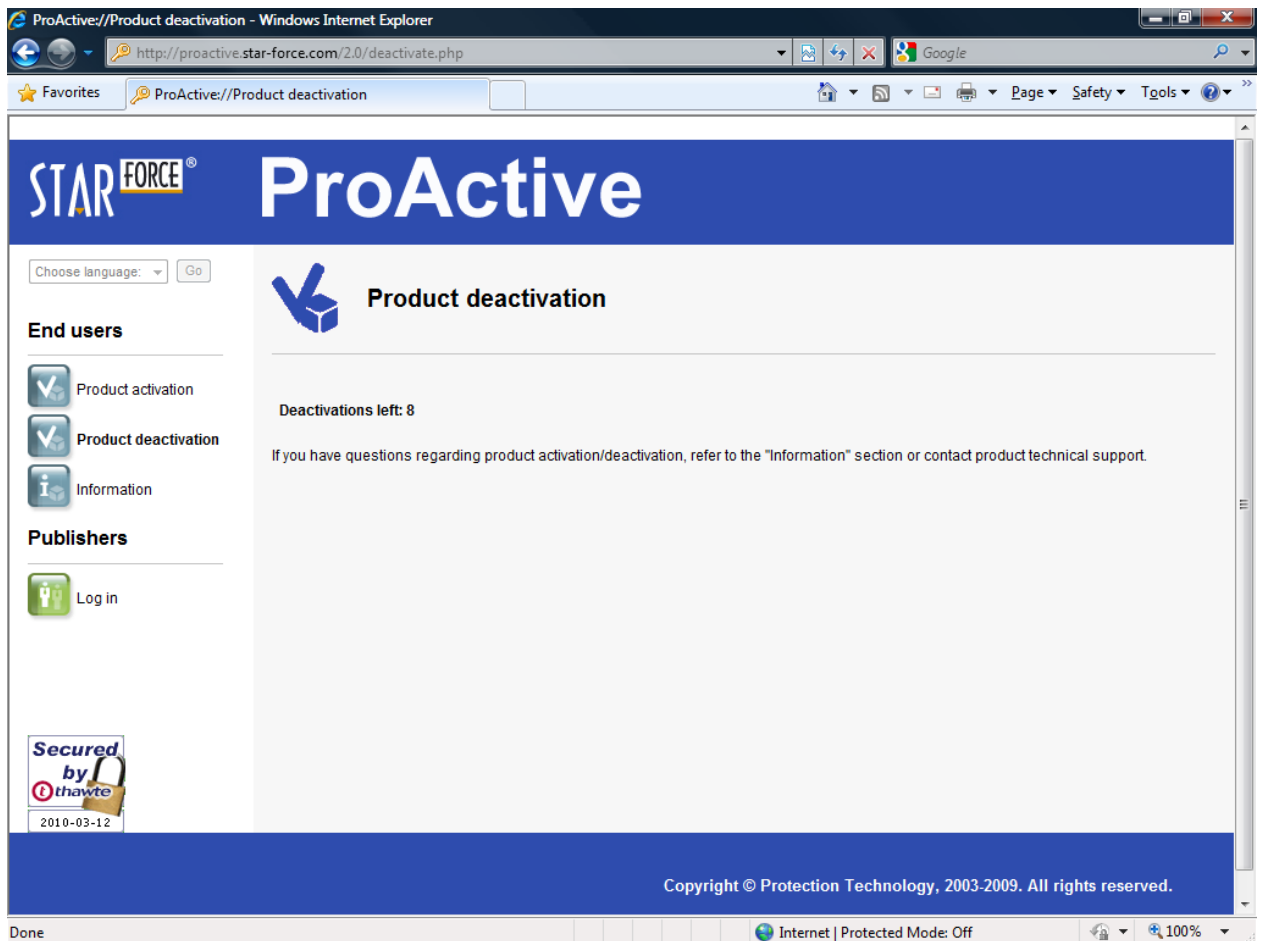 ProActive://Product deactivation - Windows Internet Explorer
http://proactive.star-force.com/2.0/deactivate.php
Google
Favorites
ProActive://Product deactivation
Page
Safety
Tools
STAR FORCE®
ProActive
Choose language:
Go
Product deactivation
End users
Product activation
Product deactivation
Information
Publishers
Log in
Deactivations left: 8
If you have questions regarding product activation/deactivation, refer to the "Information" section or contact product technical support.
Secured
by
thawte
2010-03-12
Copyright © Protection Technology, 2003-2009. All rights reserved.
Done
Internet | Protected Mode: Off
100%